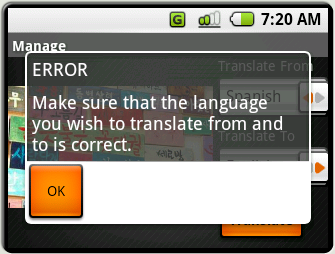 G 7:20 AM
Manage
Translate From
ERROR
Spanish
Make sure that the language
you wish to translate from and
to is correct.
Translate To
OK
Translate